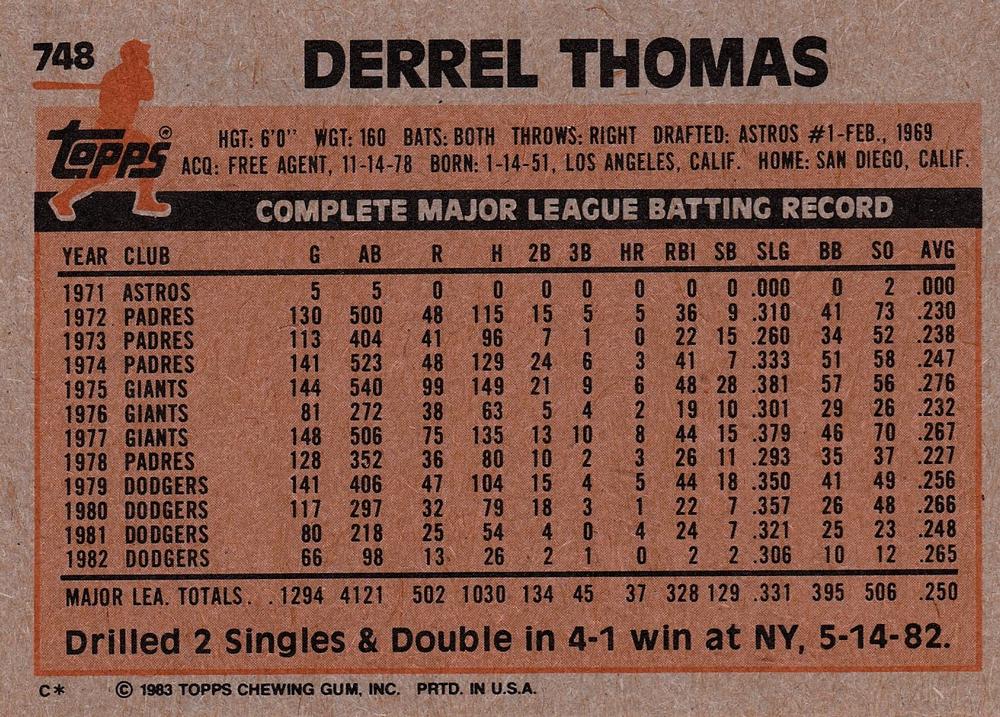 748 DERREL THOMAS
Topps®
HGT: 6'0" WGT: 160 BATS: BOTH THROWS: RIGHT DRAFTED: ASTROS #1-FEB., 1969
ACQ: FREE AGENT, 11-14-78 BORN: 1-14-51, LOS ANGELES, CALIF. HOME: SAN DIEGO, CALIF.
COMPLETE MAJOR LEAGUE BATTING RECORD
YEAR CLUB G AB R H 2B 3B HR RBI SB SLG BB SO AVG
1971 ASTROS 5 5 0 0 0 0 0 0 0 .000 0 2 .000
1972 PADRES 130 500 48 115 15 5 5 36 9 .310 41 73 .230
1973 PADRES 113 404 41 96 7 1 0 22 15 .260 34 52 .238
1974 PADRES 141 523 48 129 24 6 3 41 7 .333 51 58 .247
1975 GIANTS 144 540 99 149 21 9 6 48 28 .381 57 56 .276
1976 GIANTS 81 272 38 63 5 4 2 19 10 .301 29 26 .232
1977 GIANTS 148 506 75 135 13 10 8 44 15 .379 46 70 .267
1978 PADRES 128 352 36 80 10 2 3 26 11 .293 35 37 .227
1979 DODGERS 141 406 47 104 15 4 5 44 18 .350 41 49 .256
1980 DODGERS 117 297 32 79 18 3 1 22 7 .357 26 48 .266
1981 DODGERS 80 218 25 54 4 0 4 24 7 .321 25 23 .248
1982 DODGERS 66 98 13 26 2 1 0 2 2 .306 10 12 .265
MAJOR LEA. TOTALS. . 1294 4121 502 1030 134 45 37 328 129 .331 395 506 .250
Drilled 2 Singles & Double in 4-1 win at NY, 5-14-82.
C* © 1983 TOPPS CHEWING GUM, INC. PRTD. IN U.S.A.